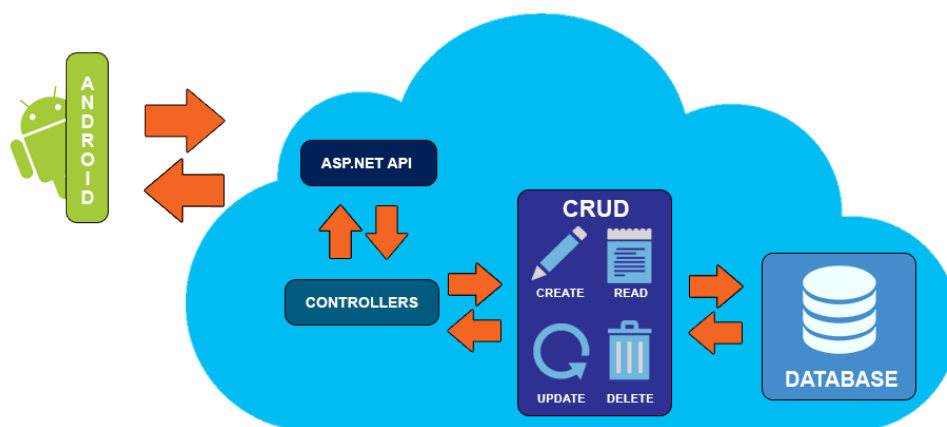 ANDROID
ASP.NET API
CONTROLLERS
CRUD
CREATE READ
UPDATE DELETE
DATABASE